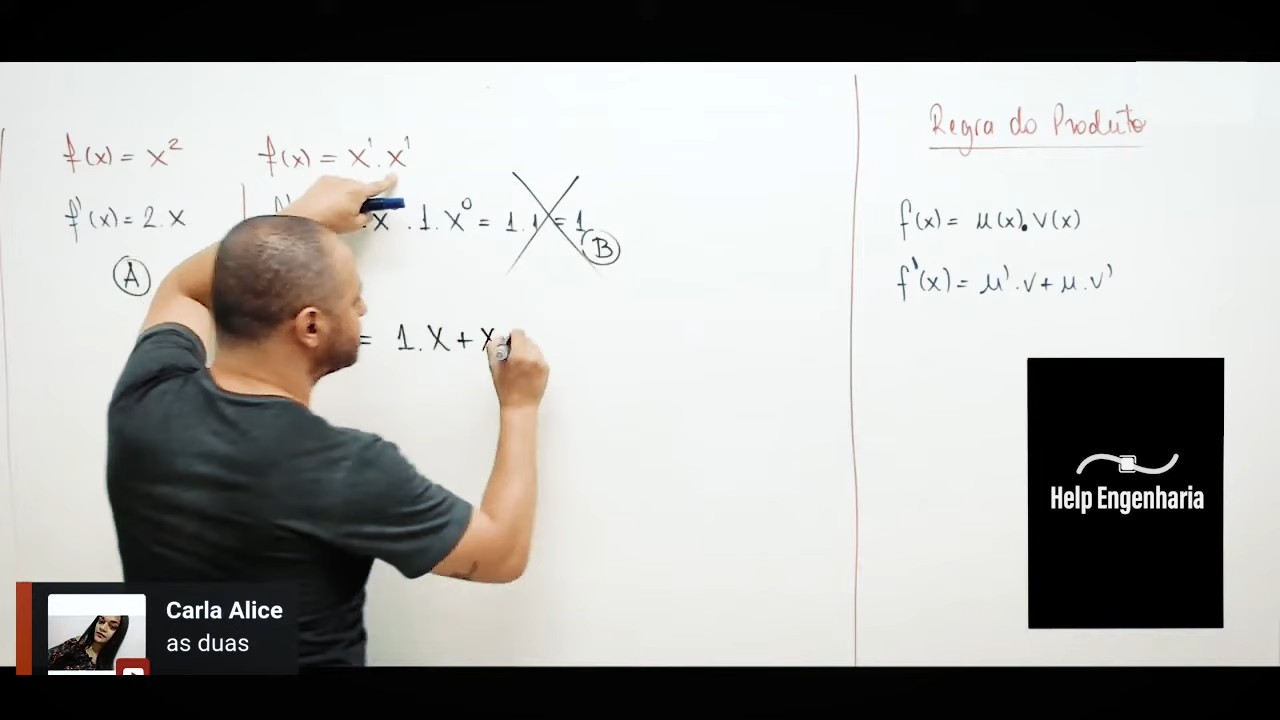 f(x) = x²
f'(x) = 2.x
A
f(x) = x¹.x¹
.x⁰ . 1.x⁰ = 1.1 = 1
B
= 1.x + x
Regra do Produto
f(x) = μ(x).v(x)
f'(x) = μ'.v + μ.v'
Help Engenharia
Carla Alice
as duas